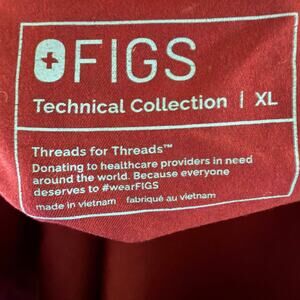 FIGS
Technical Collection | XL
Threads for Threads™
Donating to healthcare providers in need
around the world. Because everyone
deserves to #wearFIGS
made in vietnam fabriqué au vietnam